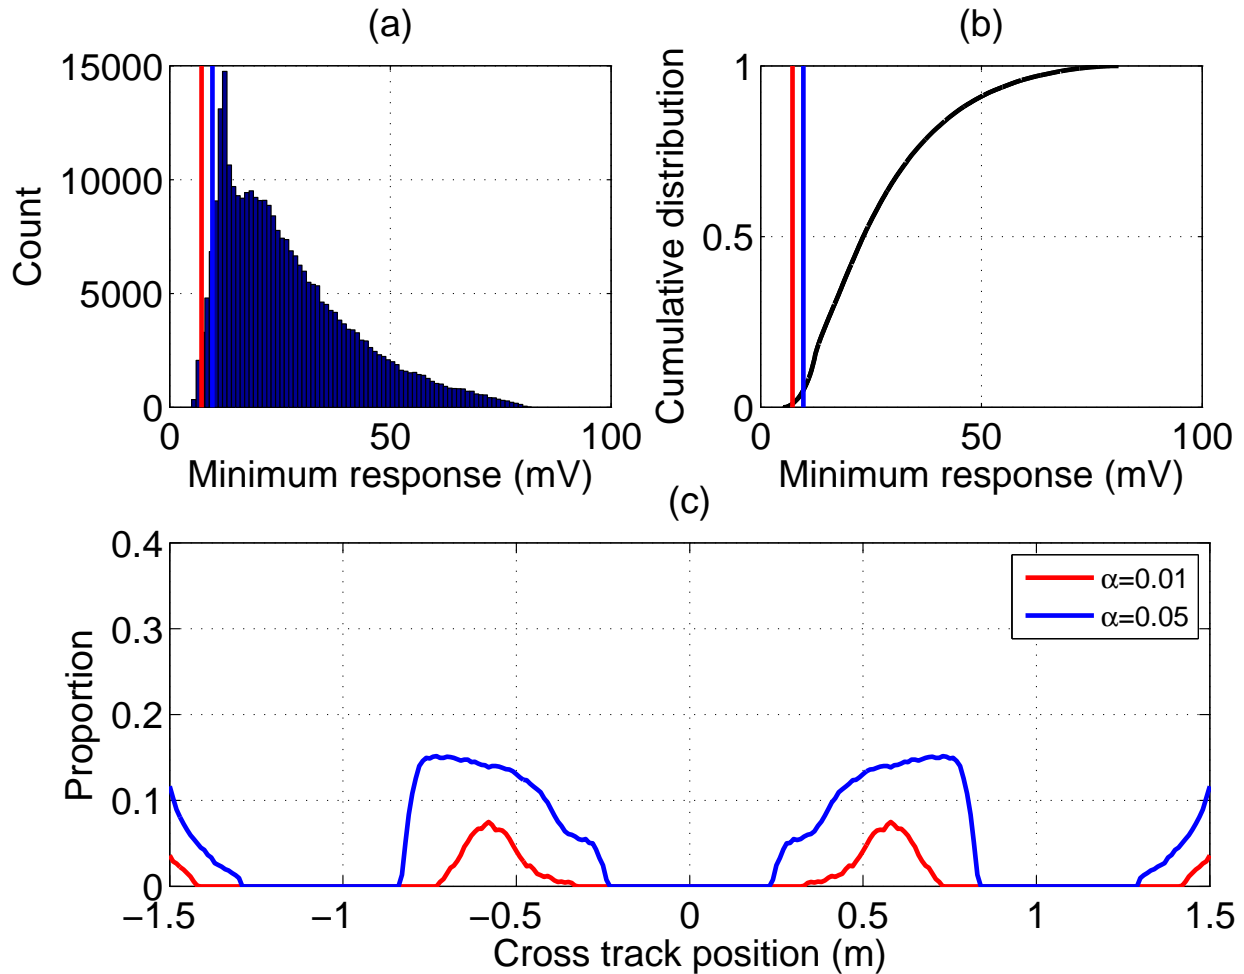 (a)
15000
10000
5000
0
Count
0 50 100
Minimum response (mV)
(b)
1
0.5
0
Cumulative distribution
0 50 100
Minimum response (mV)
(c)
0.4
0.3
0.2
0.1
0
Proportion
α=0.01
α=0.05
−1.5 −1 −0.5 0 0.5 1 1.5
Cross track position (m)